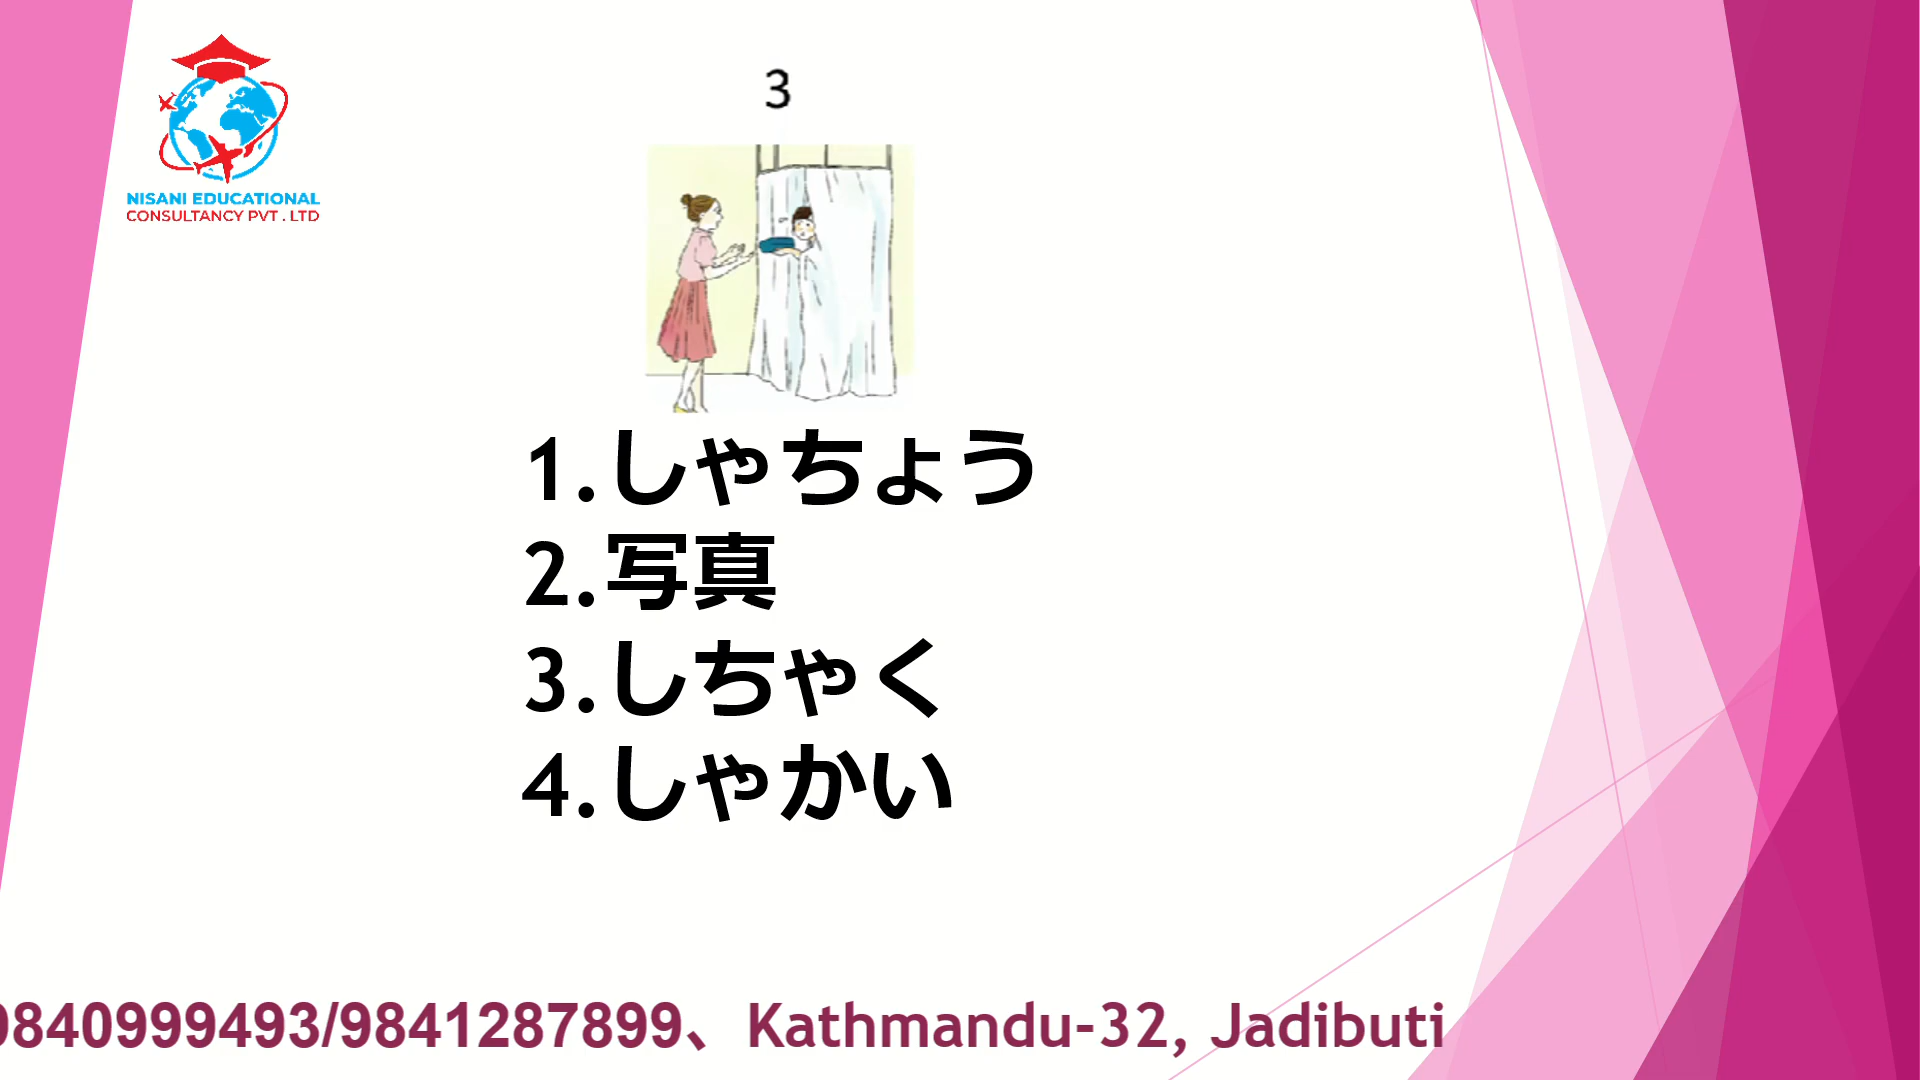 NISANI EDUCATIONAL
CONSULTANCY PVT . LTD
3
1.しゃちょう
2.写真
3.しちゃく
4.しゃかい
9840999493/9841287899、Kathmandu-32, Jadibuti